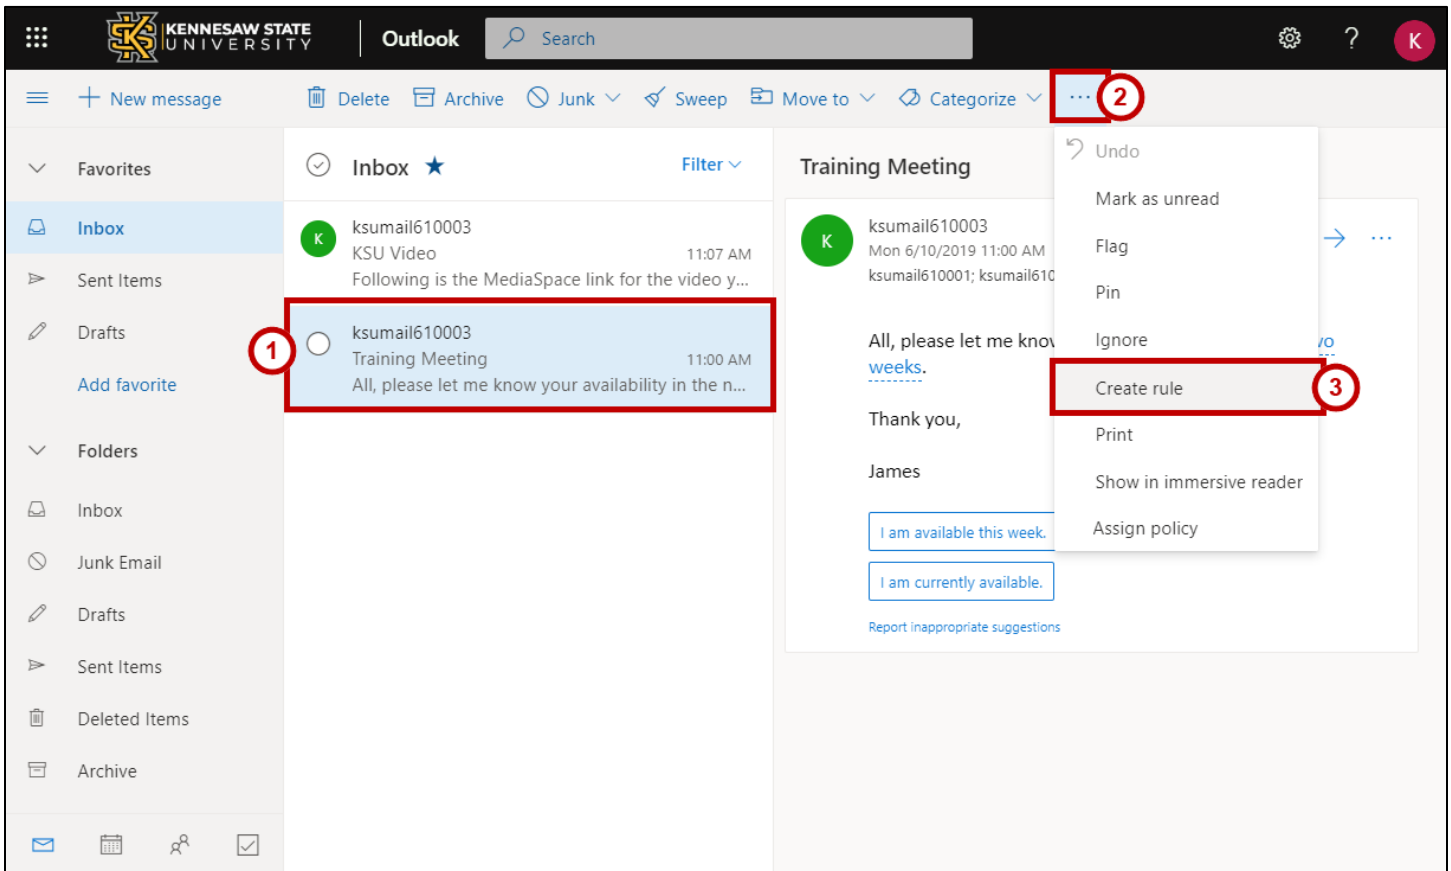 KENNESAW STATE
UNIVERSITY
Outlook
Search
?
K
New message
Delete
Archive
Junk
Sweep
Move to
Categorize
...
2
Favorites
Inbox
Sent Items
Drafts
Add favorite
Folders
Inbox
Junk Email
Drafts
Sent Items
Deleted Items
Archive
Inbox
Filter
K
ksumail610003
KSU Video
11:07 AM
Following is the MediaSpace link for the video y...
1
ksumail610003
Training Meeting
11:00 AM
All, please let me know your availability in the n...
Training Meeting
K
ksumail610003
Mon 6/10/2019 11:00 AM
ksumail610001; ksumail610
...
All, please let me know
weeks.
Thank you,
James
I am available this week.
I am currently available.
Report inappropriate suggestions
Undo
Mark as unread
Flag
Pin
Ignore
Create rule
3
Print
Show in immersive reader
Assign policy